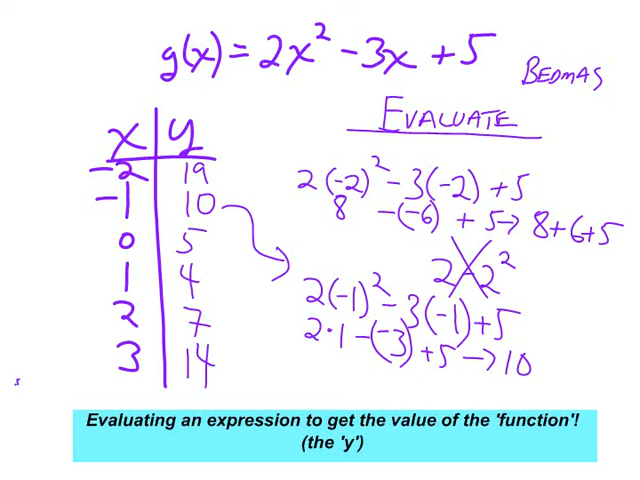 g(x) = 2x² - 3x + 5
BEDMAS
EVALUATE
x y
-2 19
-1 10
0 5
1 4
2 7
3 14
2(-2)² - 3(-2) + 5
8 - (-6) + 5 → 8 + 6 + 5
2 - 2²
2(-1)² - 3(-1) + 5
2·1 - (-3) + 5 → 10
Evaluating an expression to get the value of the 'function'!
(the 'y')